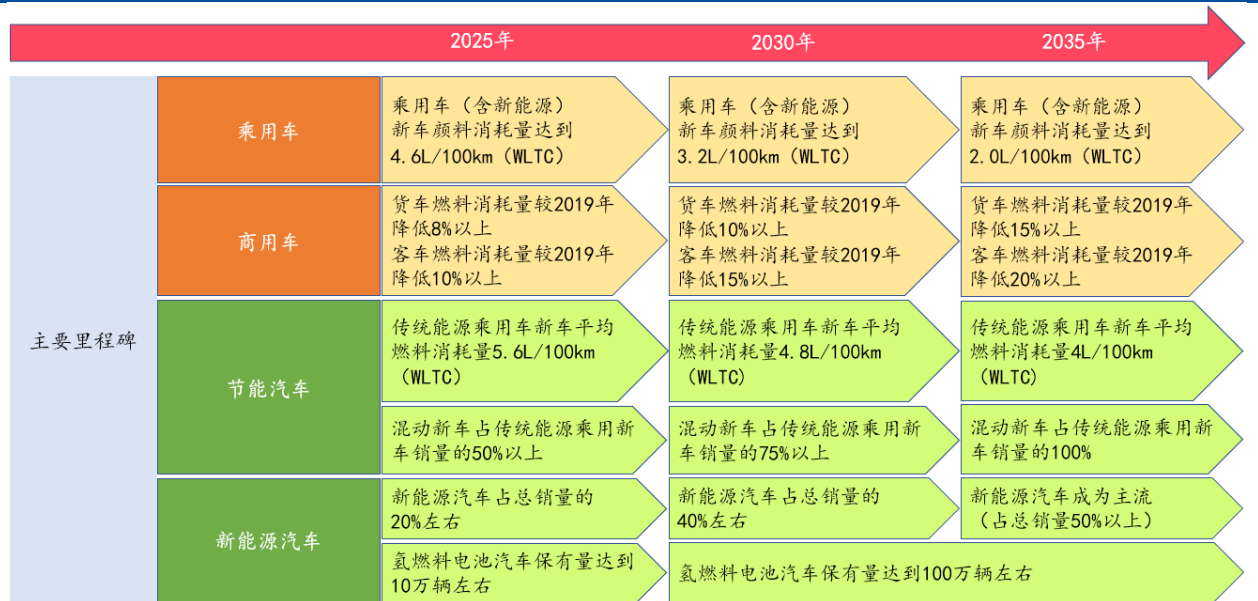 2025年
2030年
2035年
主要里程碑
乘用车
乘用车（含新能源）
新车颜料消耗量达到
4.6L/100km（WLTC）
乘用车（含新能源）
新车颜料消耗量达到
3.2L/100km（WLTC）
乘用车（含新能源）
新车颜料消耗量达到
2.0L/100km（WLTC）
商用车
货车燃料消耗量较2019年
降低8%以上
客车燃料消耗量较2019年
降低10%以上
货车燃料消耗量较2019年
降低10%以上
客车燃料消耗量较2019年
降低15%以上
货车燃料消耗量较2019年
降低15%以上
客车燃料消耗量较2019年
降低20%以上
节能汽车
传统能源乘用车新车平均
燃料消耗量5.6L/100km
（WLTC）
传统能源乘用车新车平均
燃料消耗量4.8L/100km
（WLTC)
传统能源乘用车新车平均
燃料消耗量4L/100km
（WLTC)
混动新车占传统能源乘用新
车销量的50%以上
混动新车占传统能源乘用新
车销量的75%以上
混动新车占传统能源乘用新
车销量的100%
新能源汽车
新能源汽车占总销量的
20%左右
新能源汽车占总销量的
40%左右
新能源汽车成为主流
（占总销量50%以上）
氢燃料电池汽车保有量达到
10万辆左右
氢燃料电池汽车保有量达到100万辆左右